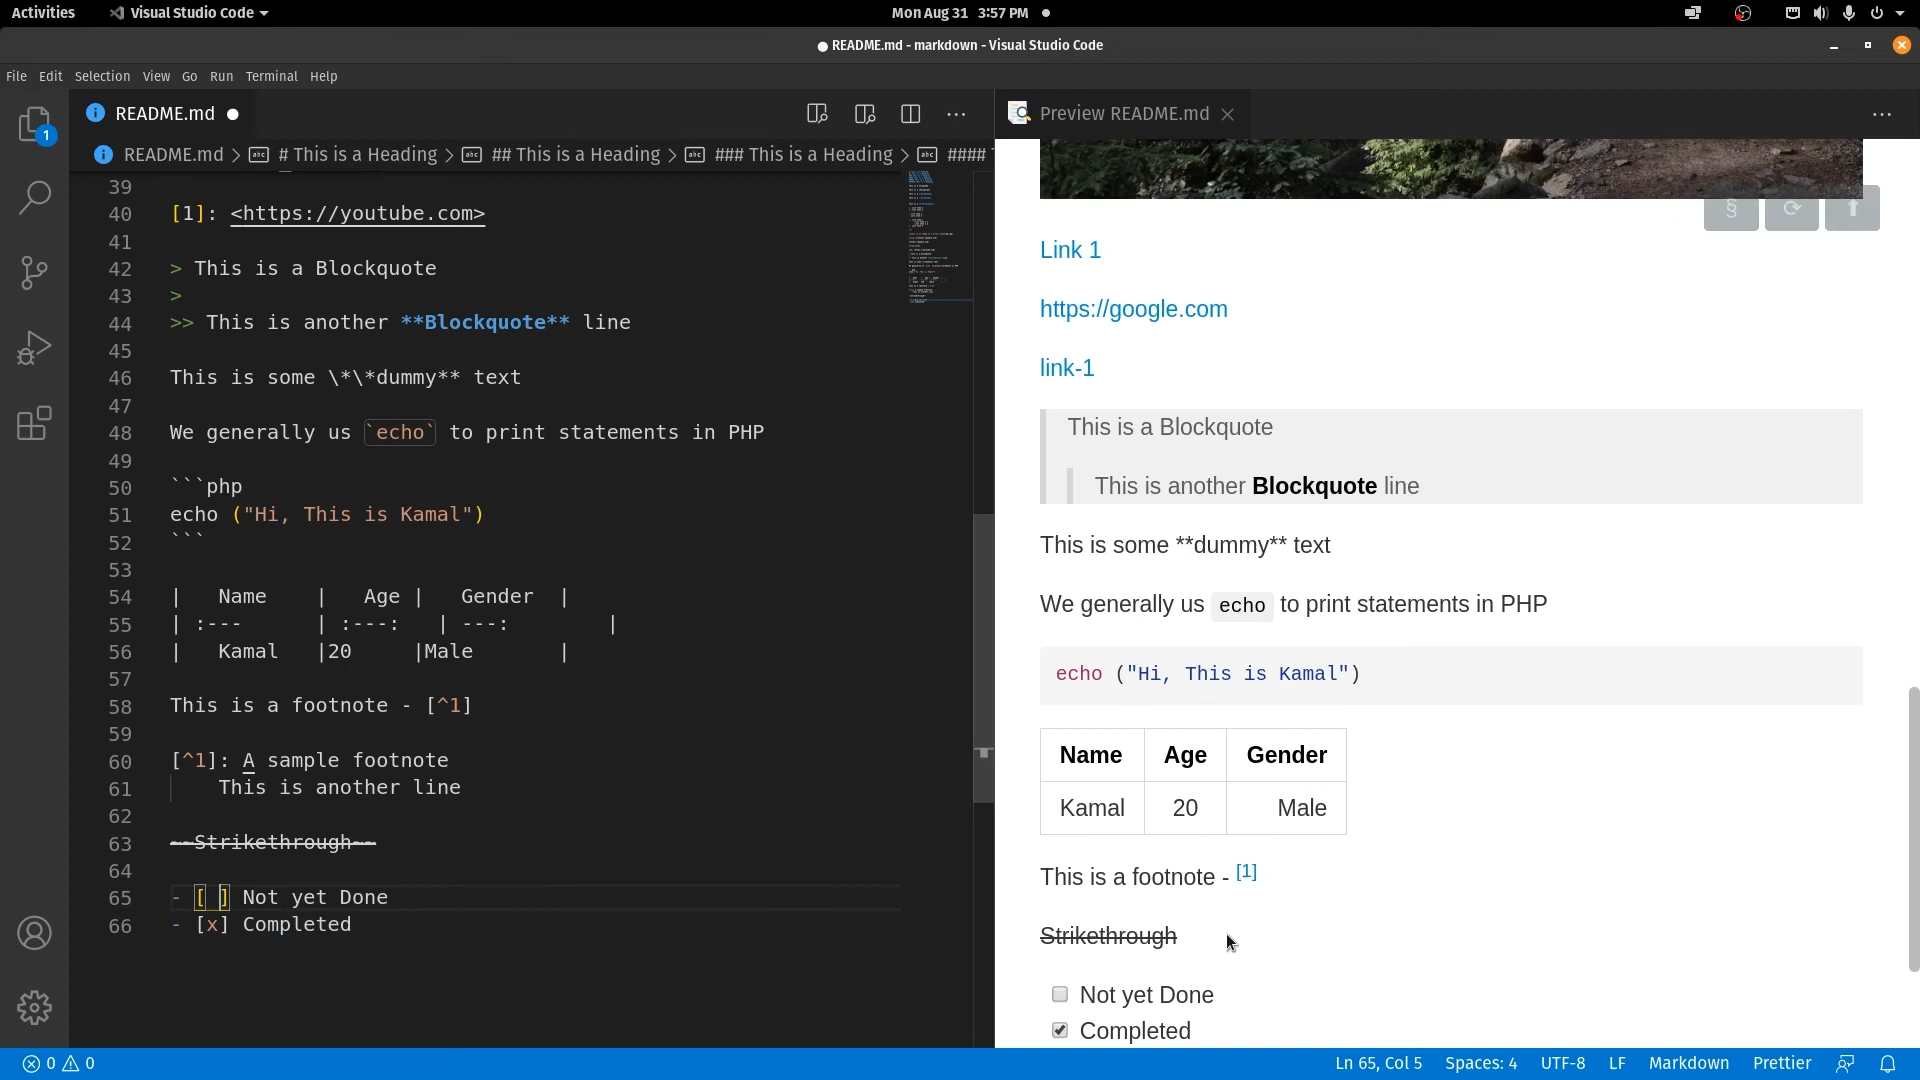 Activities
Visual Studio Code
Mon Aug 31 3:57 PM
README.md - markdown - Visual Studio Code
File Edit Selection View Go Run Terminal Help
1
README.md
README.md > # This is a Heading > ## This is a Heading > ### This is a Heading > ####
39
40 [1]: <https://youtube.com>
41
42 > This is a Blockquote
43 >
44 >> This is another **Blockquote** line
45
46 This is some \*\*dummy** text
47
48 We generally us `echo` to print statements in PHP
49
50 ```php
51 echo ("Hi, This is Kamal")
52 ```
53
54 | Name | Age | Gender |
55 | :--- | :---: | ---: |
56 | Kamal |20 |Male |
57
58 This is a footnote - [^1]
59
60 [^1]: A sample footnote
61 This is another line
62
63 ~~Strikethrough~~
64
65 - [ ] Not yet Done
66 - [x] Completed
Preview README.md
§
Link 1
https://google.com
link-1
This is a Blockquote
This is another Blockquote line
This is some **dummy** text
We generally us echo to print statements in PHP
echo ("Hi, This is Kamal")
Name Age Gender
Kamal 20 Male
This is a footnote - [1]
Strikethrough
Not yet Done
Completed
0 0
Ln 65, Col 5 Spaces: 4 UTF-8 LF Markdown Prettier